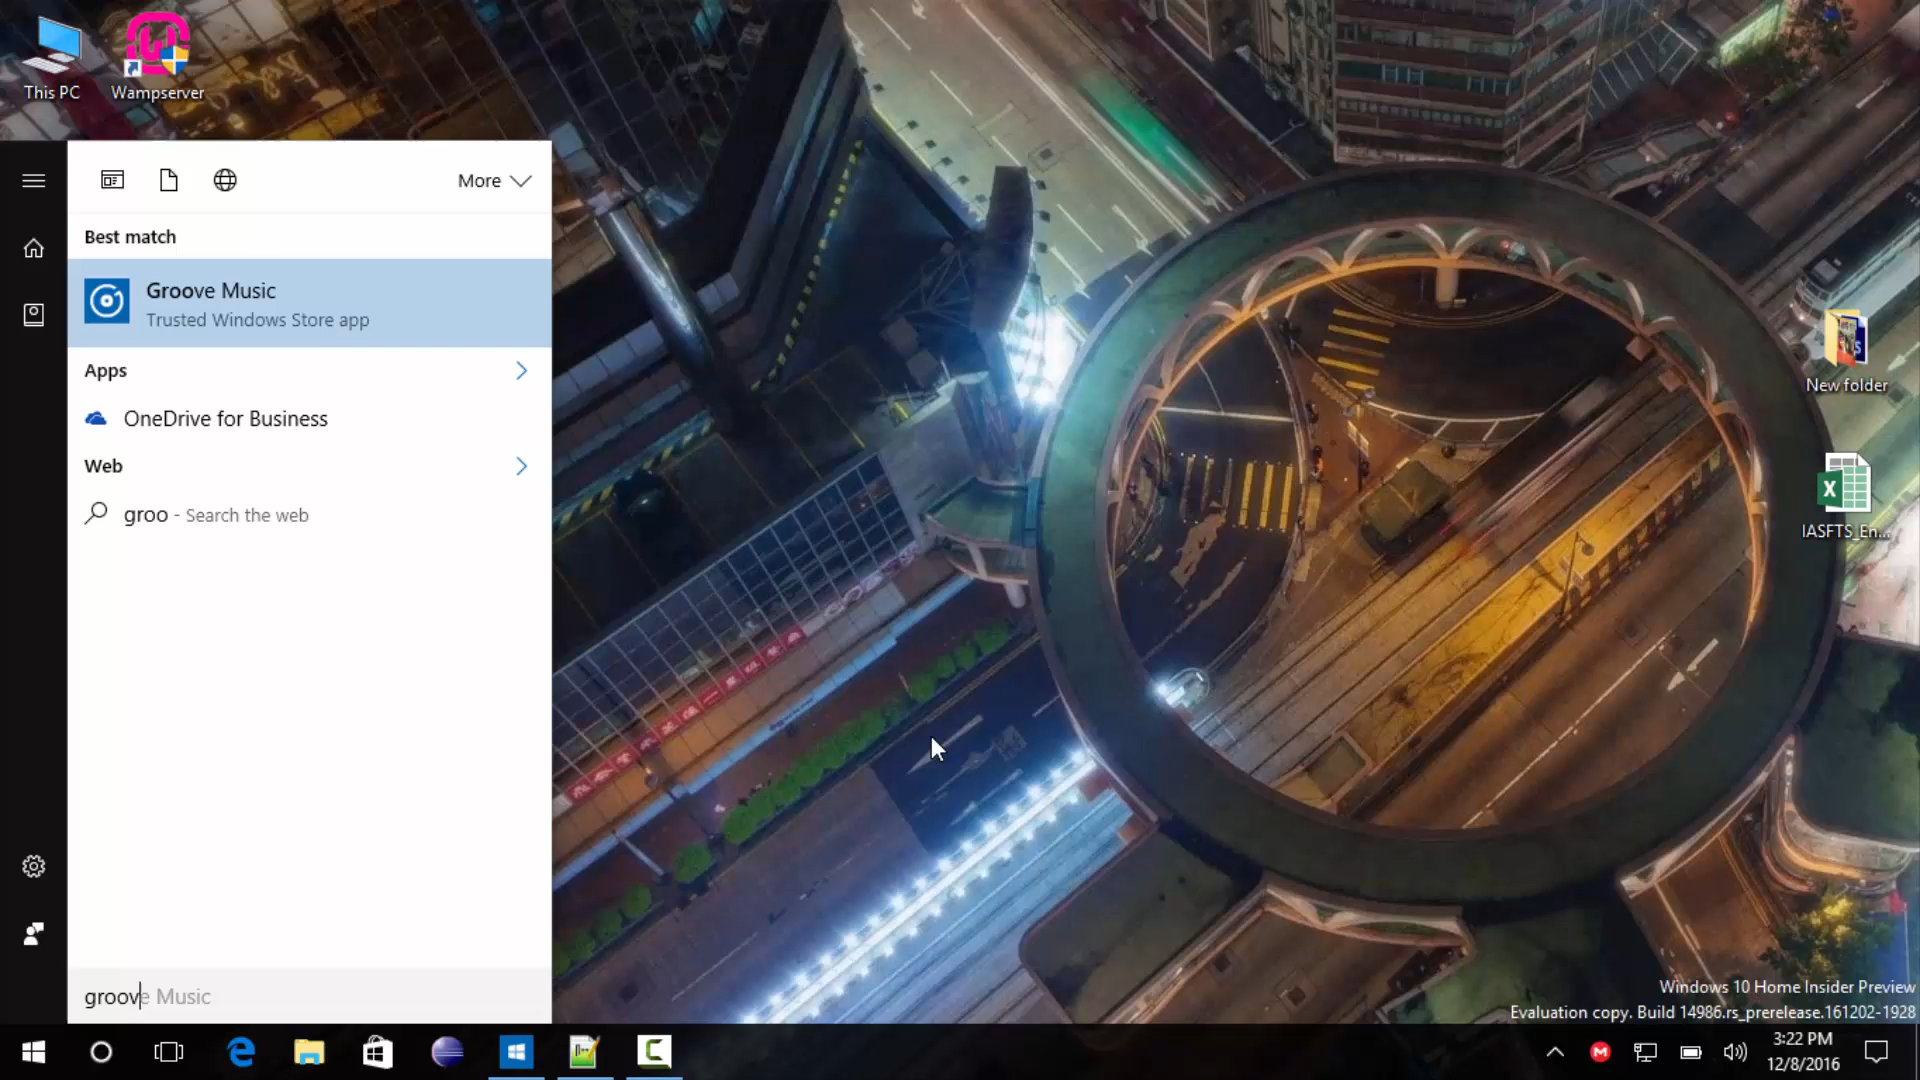 This PC
Wampserver
More
Best match
Groove Music
Trusted Windows Store app
Apps
OneDrive for Business
Web
groo - Search the web
groove Music
New folder
IASFTS_En...
Windows 10 Home Insider Preview
Evaluation copy. Build 14986.rs_prerelease.161202-1928
3:22 PM
12/8/2016